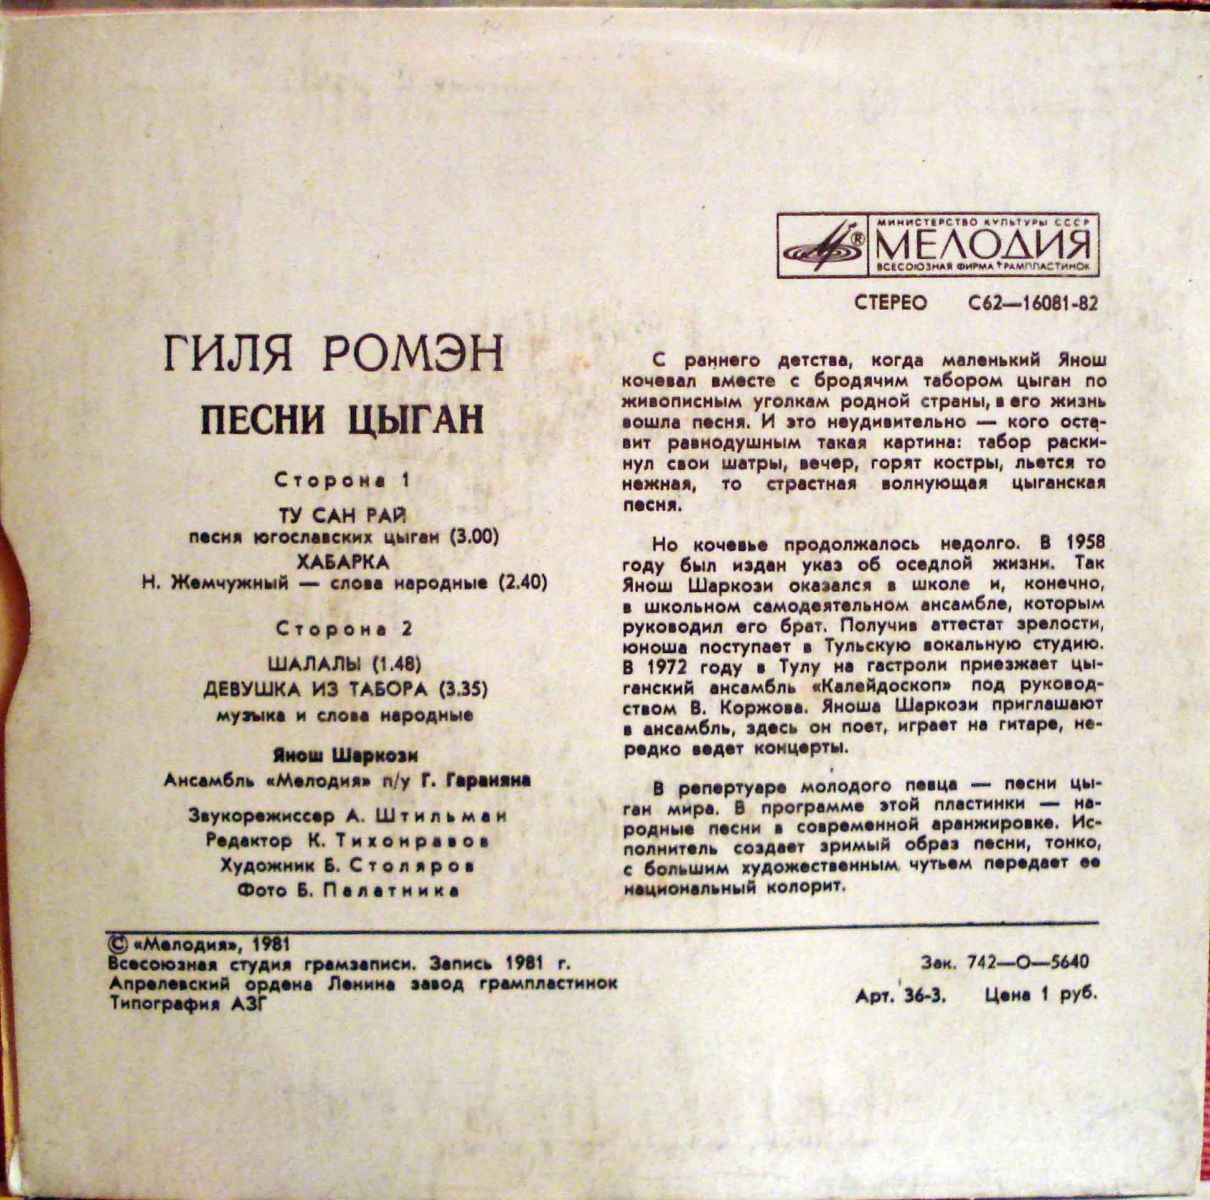 МИНИСТЕРСТВО КУЛЬТУРЫ СССР
МЕЛОДИЯ
ВСЕСОЮЗНАЯ ФИРМА ГРАМПЛАСТИНОК
СТЕРЕО С62—16081-82
ГИЛЯ РОМЭН
ПЕСНИ ЦЫГАН
Сторона 1
ТУ САН РАЙ
песня югославских цыган (3.00)
ХАБАРКА
Н. Жемчужный — слова народные (2.40)
Сторона 2
ШАЛАЛЫ (1.48)
ДЕВУШКА ИЗ ТАБОРА (3.35)
музыка и слова народные
Янош Шаркози
Ансамбль «Мелодия» п/у Г. Гараняна
Звукорежиссер А. Штильман
Редактор К. Тихонравов
Художник Б. Столяров
Фото Б. Палатника
С раннего детства, когда маленький Янош
кочевал вместе с бродячим табором цыган по
живописным уголкам родной страны, в его жизнь
вошла песня. И это неудивительно — кого оста-
вит равнодушным такая картина: табор раски-
нул свои шатры, вечер, горят костры, льется то
нежная, то страстная волнующая цыганская
песня.
Но кочевье продолжалось недолго. В 1958
году был издан указ об оседлой жизни. Так
Янош Шаркози оказался в школе и, конечно,
в школьном самодеятельном ансамбле, которым
руководил его брат. Получив аттестат зрелости,
юноша поступает в Тульскую вокальную студию.
В 1972 году в Тулу на гастроли приезжает цы-
ганский ансамбль «Калейдоскоп» под руковод-
ством В. Коржова. Яноша Шаркози приглашают
в ансамбль, здесь он поет, играет на гитаре, не-
редко ведет концерты.
В репертуаре молодого певца — песни цы-
ган мира. В программе этой пластинки — на-
родные песни в современной аранжировке. Ис-
полнитель создает зримый образ песни, тонко,
с большим художественным чутьем передает ее
национальный колорит.
© «Мелодия», 1981
Всесоюзная студия грамзаписи. Запись 1981 г.
Апрелевский ордена Ленина завод грампластинок
Типография АЗГ
Зак. 742—О—5640
Арт. 36-3. Цена 1 руб.